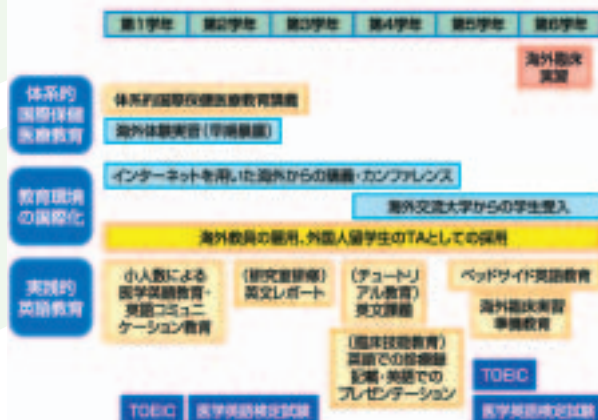 第1学年 第2学年 第3学年 第4学年 第5学年 第6学年
海外臨床
実習
体系的
国際保健
医療教育
体系的国際保健医療教育講義
海外体験実習(早期暴露)
教育環境
の国際化
インターネットを用いた海外からの講義・カンファレンス
海外交流大学からの学生受入
海外教員の雇用、外国人留学生のTAとしての採用
実践的
英語教育
小人数による
医学英語教育・
英語コミュニ
ケーション教育
(研究室研修)
英文レポート
(チュートリ
アル教育)
英文課題
(臨床技能教育)
英語での診療録
記載・英語での
プレゼンテーション
ベッドサイド英語教育
海外臨床実習
準備教育
TOEIC
医学英語検定試験
TOEIC
医学英語検定試験